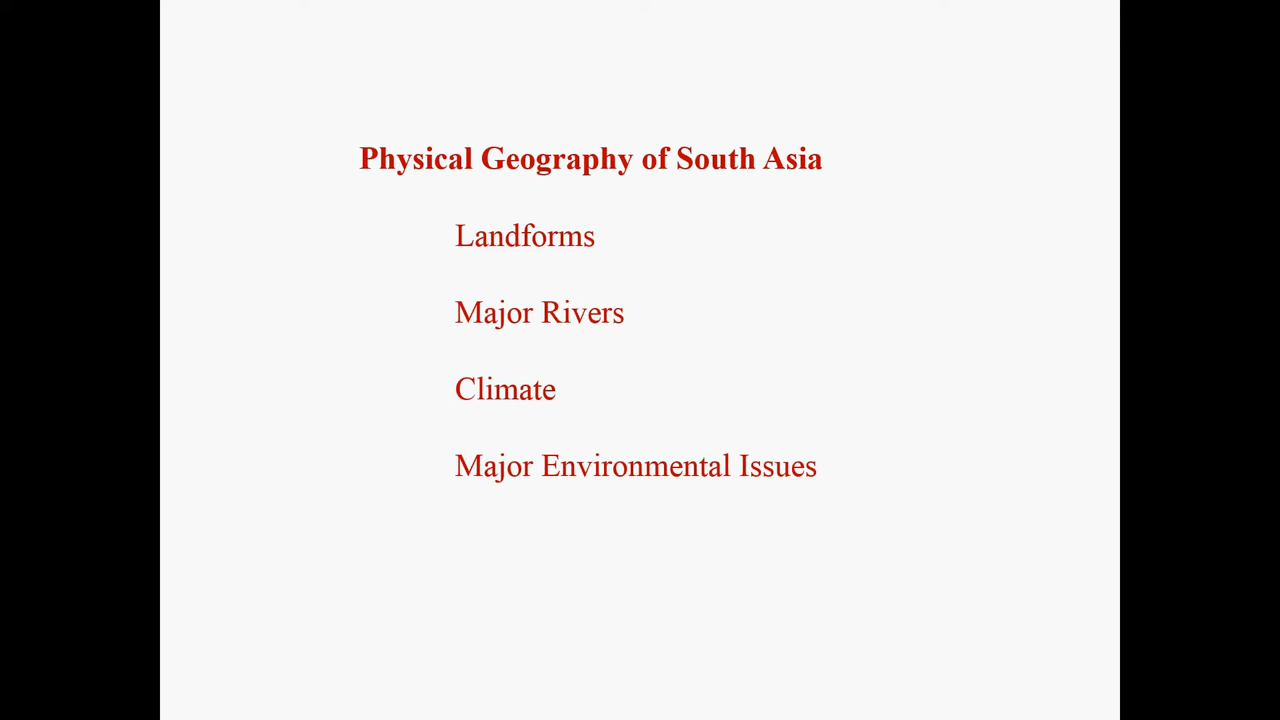 Physical Geography of South Asia
Landforms
Major Rivers
Climate
Major Environmental Issues